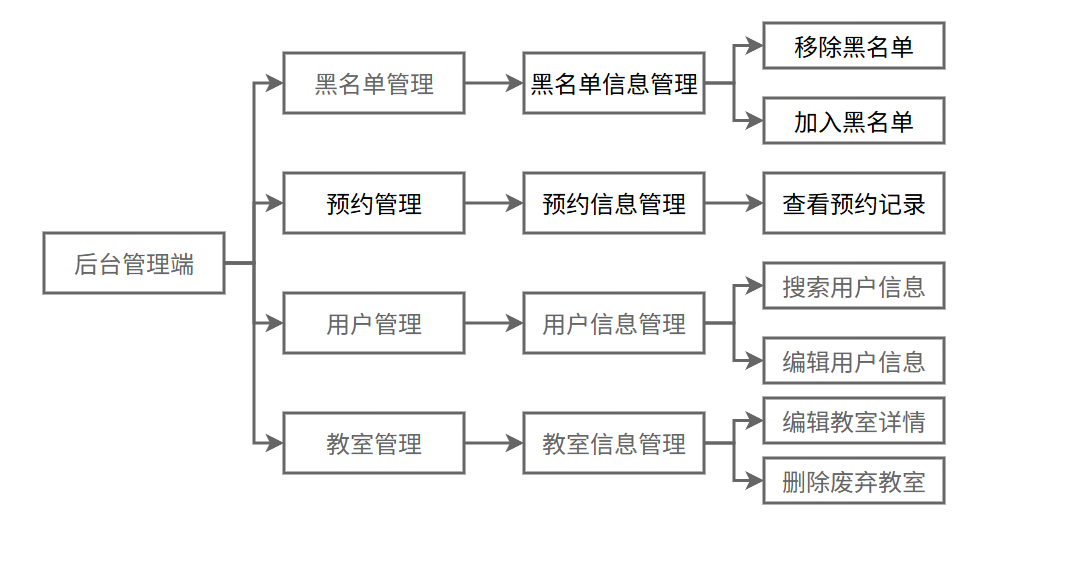 后台管理端
黑名单管理
黑名单信息管理
移除黑名单
加入黑名单
预约管理
预约信息管理
查看预约记录
用户管理
用户信息管理
搜索用户信息
编辑用户信息
教室管理
教室信息管理
编辑教室详情
删除废弃教室